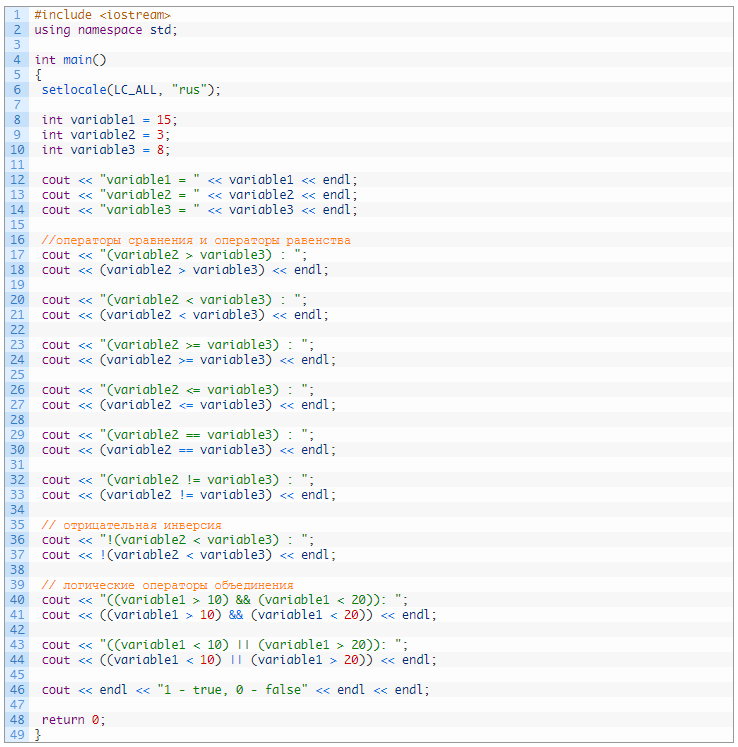 1 #include <iostream>
2 using namespace std;
3
4 int main()
5 {
6 setlocale(LC_ALL, "rus");
7
8 int variable1 = 15;
9 int variable2 = 3;
10 int variable3 = 8;
11
12 cout << "variable1 = " << variable1 << endl;
13 cout << "variable2 = " << variable2 << endl;
14 cout << "variable3 = " << variable3 << endl;
15
16 //операторы сравнения и операторы равенства
17 cout << "(variable2 > variable3) : ";
18 cout << (variable2 > variable3) << endl;
19
20 cout << "(variable2 < variable3) : ";
21 cout << (variable2 < variable3) << endl;
22
23 cout << "(variable2 >= variable3) : ";
24 cout << (variable2 >= variable3) << endl;
25
26 cout << "(variable2 <= variable3) : ";
27 cout << (variable2 <= variable3) << endl;
28
29 cout << "(variable2 == variable3) : ";
30 cout << (variable2 == variable3) << endl;
31
32 cout << "(variable2 != variable3) : ";
33 cout << (variable2 != variable3) << endl;
34
35 // отрицательная инверсия
36 cout << "!(variable2 < variable3) : ";
37 cout << !(variable2 < variable3) << endl;
38
39 // логические операторы объединения
40 cout << "((variable1 > 10) && (variable1 < 20)): ";
41 cout << ((variable1 > 10) && (variable1 < 20)) << endl;
42
43 cout << "((variable1 < 10) || (variable1 > 20)): ";
44 cout << ((variable1 < 10) || (variable1 > 20)) << endl;
45
46 cout << endl << "1 - true, 0 - false" << endl << endl;
47
48 return 0;
49 }